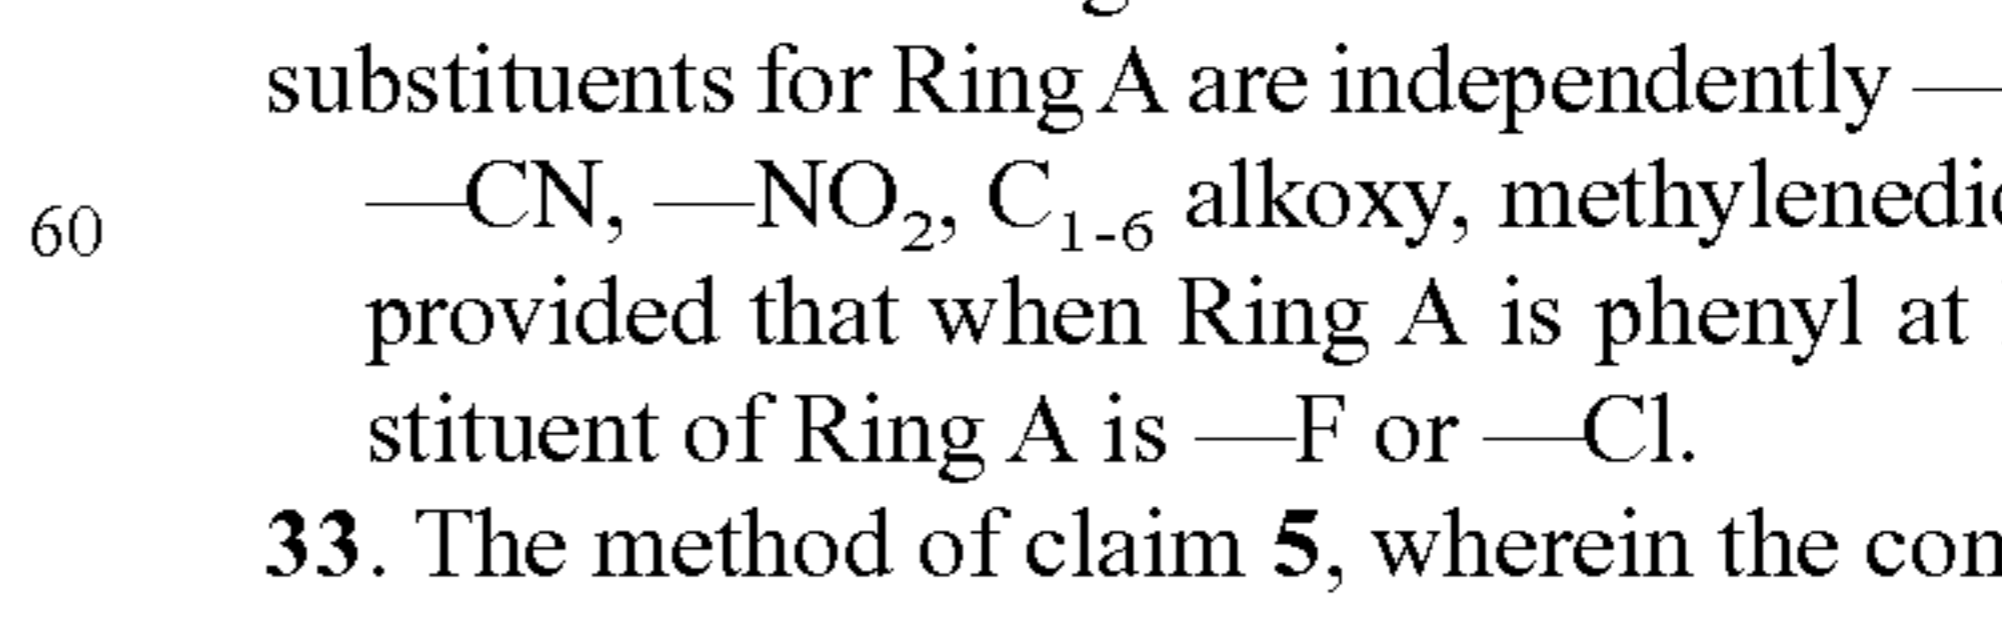 substituents for Ring A are independently —
—CN, —NO₂, C₁₋₆ alkoxy, methylenedi
60
provided that when Ring A is phenyl at
stituent of Ring A is —F or —Cl.
33. The method of claim 5, wherein the con